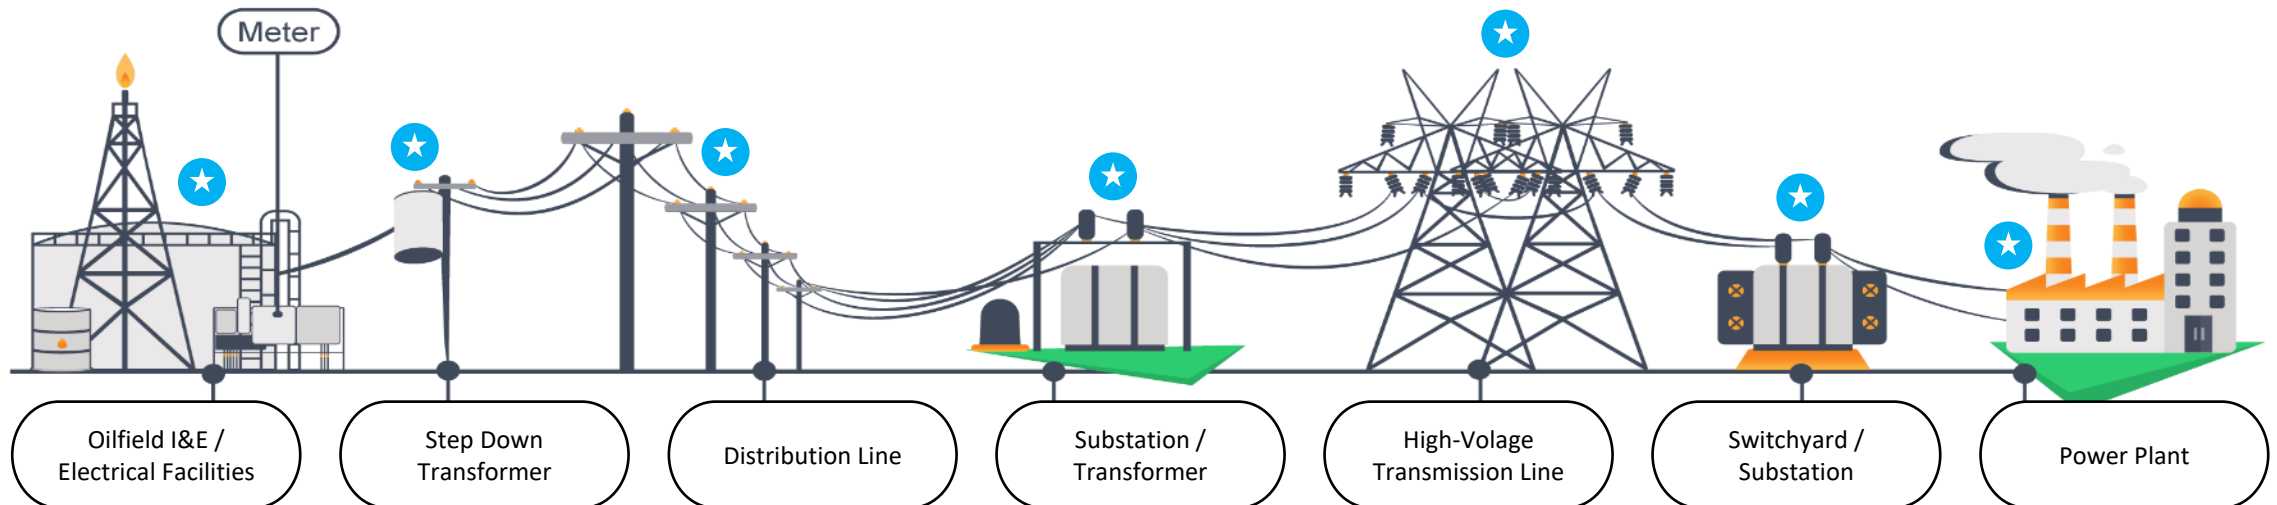 Meter
Oilfield I&E /
Electrical Facilities
Step Down
Transformer
Distribution Line
Substation /
Transformer
High-Volage
Transmission Line
Switchyard /
Substation
Power Plant